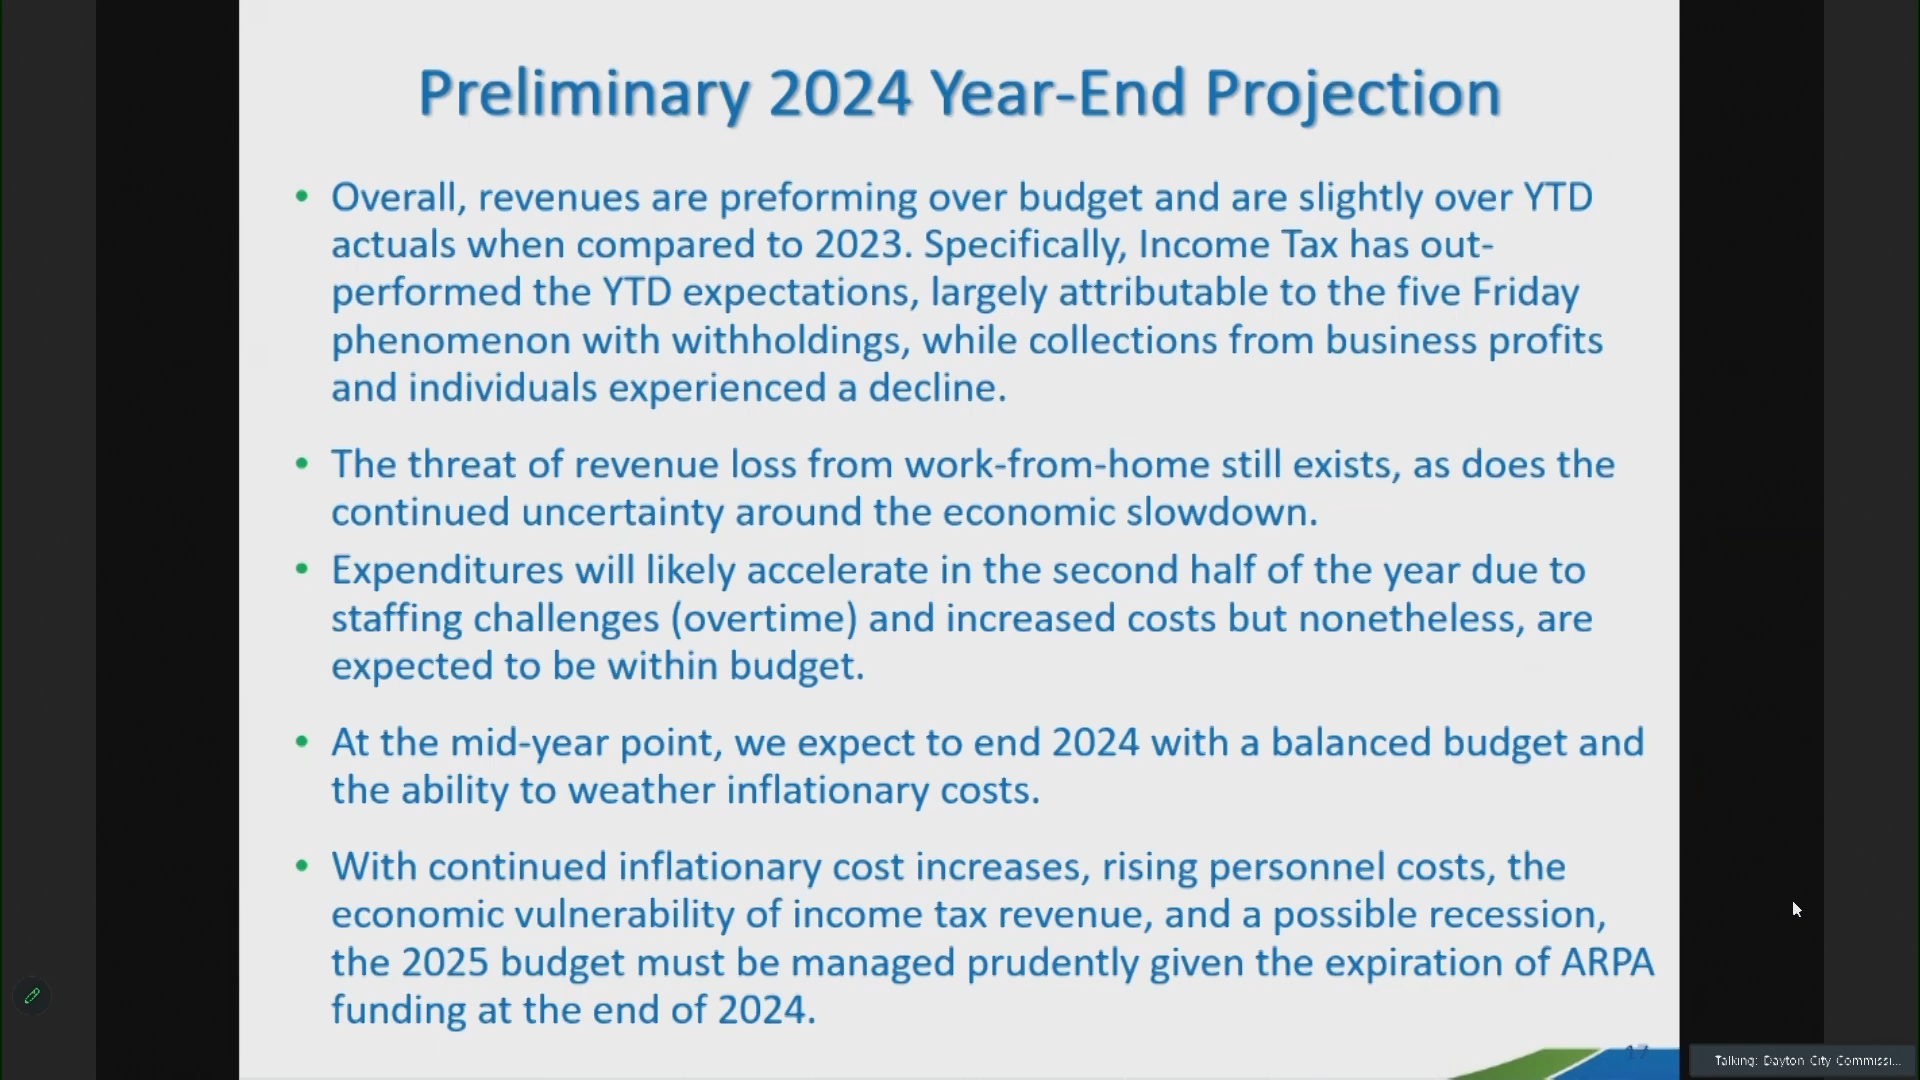 Preliminary 2024 Year-End Projection
• Overall, revenues are preforming over budget and are slightly over YTD
actuals when compared to 2023. Specifically, Income Tax has out-
performed the YTD expectations, largely attributable to the five Friday
phenomenon with withholdings, while collections from business profits
and individuals experienced a decline.
• The threat of revenue loss from work-from-home still exists, as does the
continued uncertainty around the economic slowdown.
• Expenditures will likely accelerate in the second half of the year due to
staffing challenges (overtime) and increased costs but nonetheless, are
expected to be within budget.
• At the mid-year point, we expect to end 2024 with a balanced budget and
the ability to weather inflationary costs.
• With continued inflationary cost increases, rising personnel costs, the
economic vulnerability of income tax revenue, and a possible recession,
the 2025 budget must be managed prudently given the expiration of ARPA
funding at the end of 2024.
17
Talking: Dayton City Commissi...